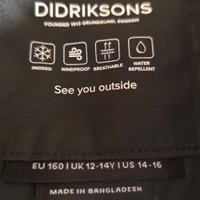 DIDRIKSONS
FOUNDED 1913 GRUNDSUND, SWEDEN
PADDED WINDPROOF BREATHABLE WATER REPELLENT
See you outside
EU 160 | UK 12-14Y | US 14-16
MADE IN BANGLADESH